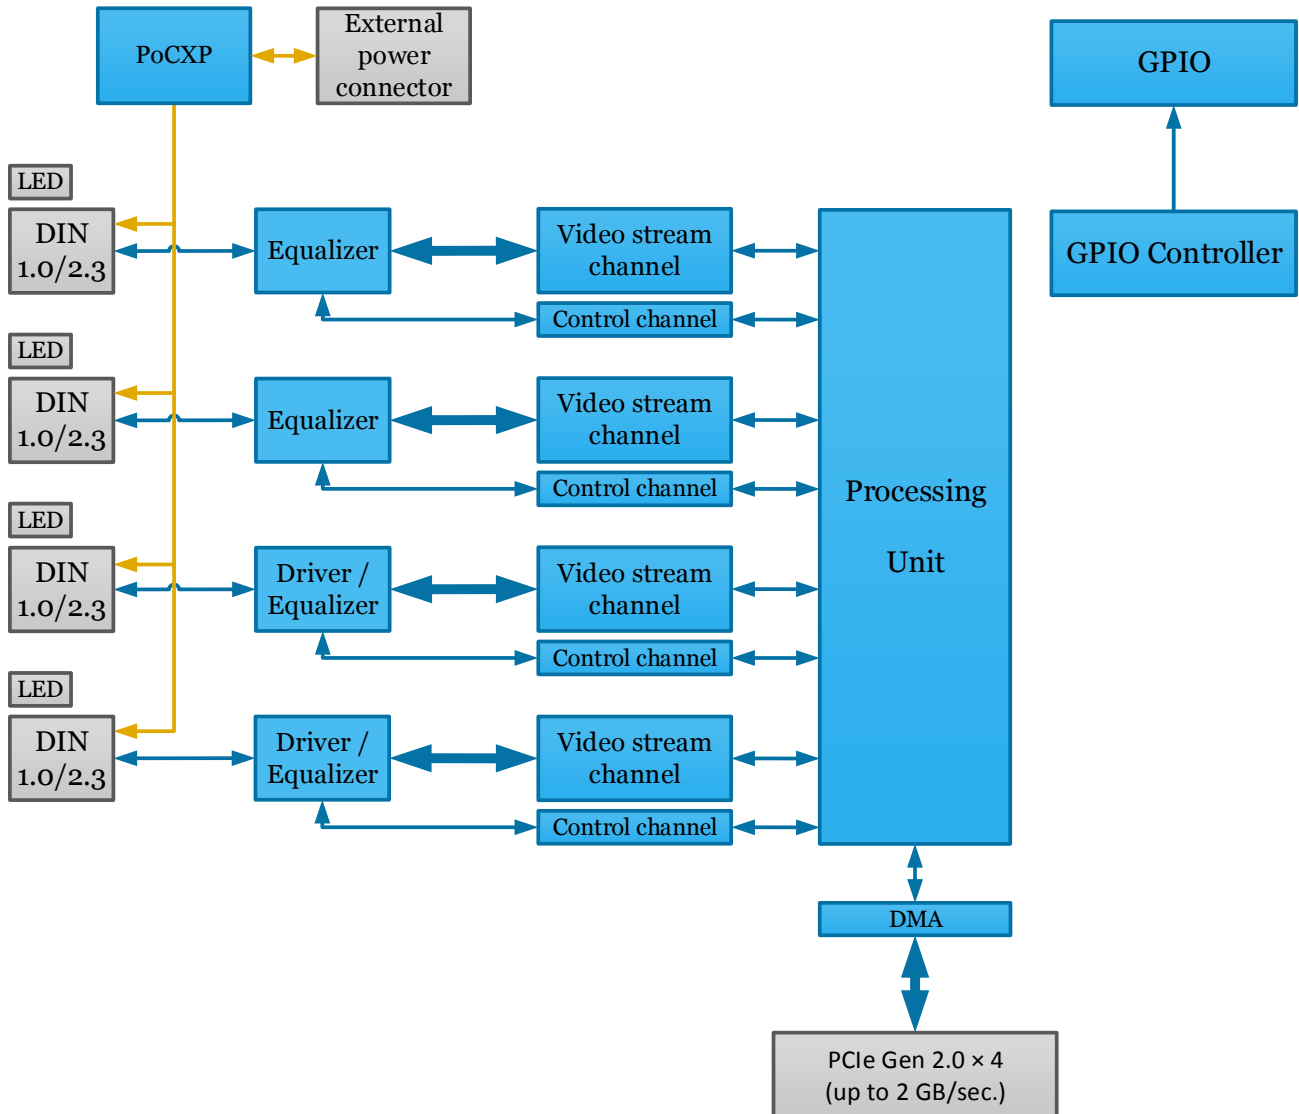 PoCXP
External
power
connector
GPIO
LED
DIN
1.0/2.3
Equalizer
Video stream
channel
Control channel
GPIO Controller
LED
DIN
1.0/2.3
Equalizer
Video stream
channel
Control channel
Processing
Unit
LED
DIN
1.0/2.3
Driver /
Equalizer
Video stream
channel
Control channel
LED
DIN
1.0/2.3
Driver /
Equalizer
Video stream
channel
Control channel
DMA
PCIe Gen 2.0 × 4
(up to 2 GB/sec.)